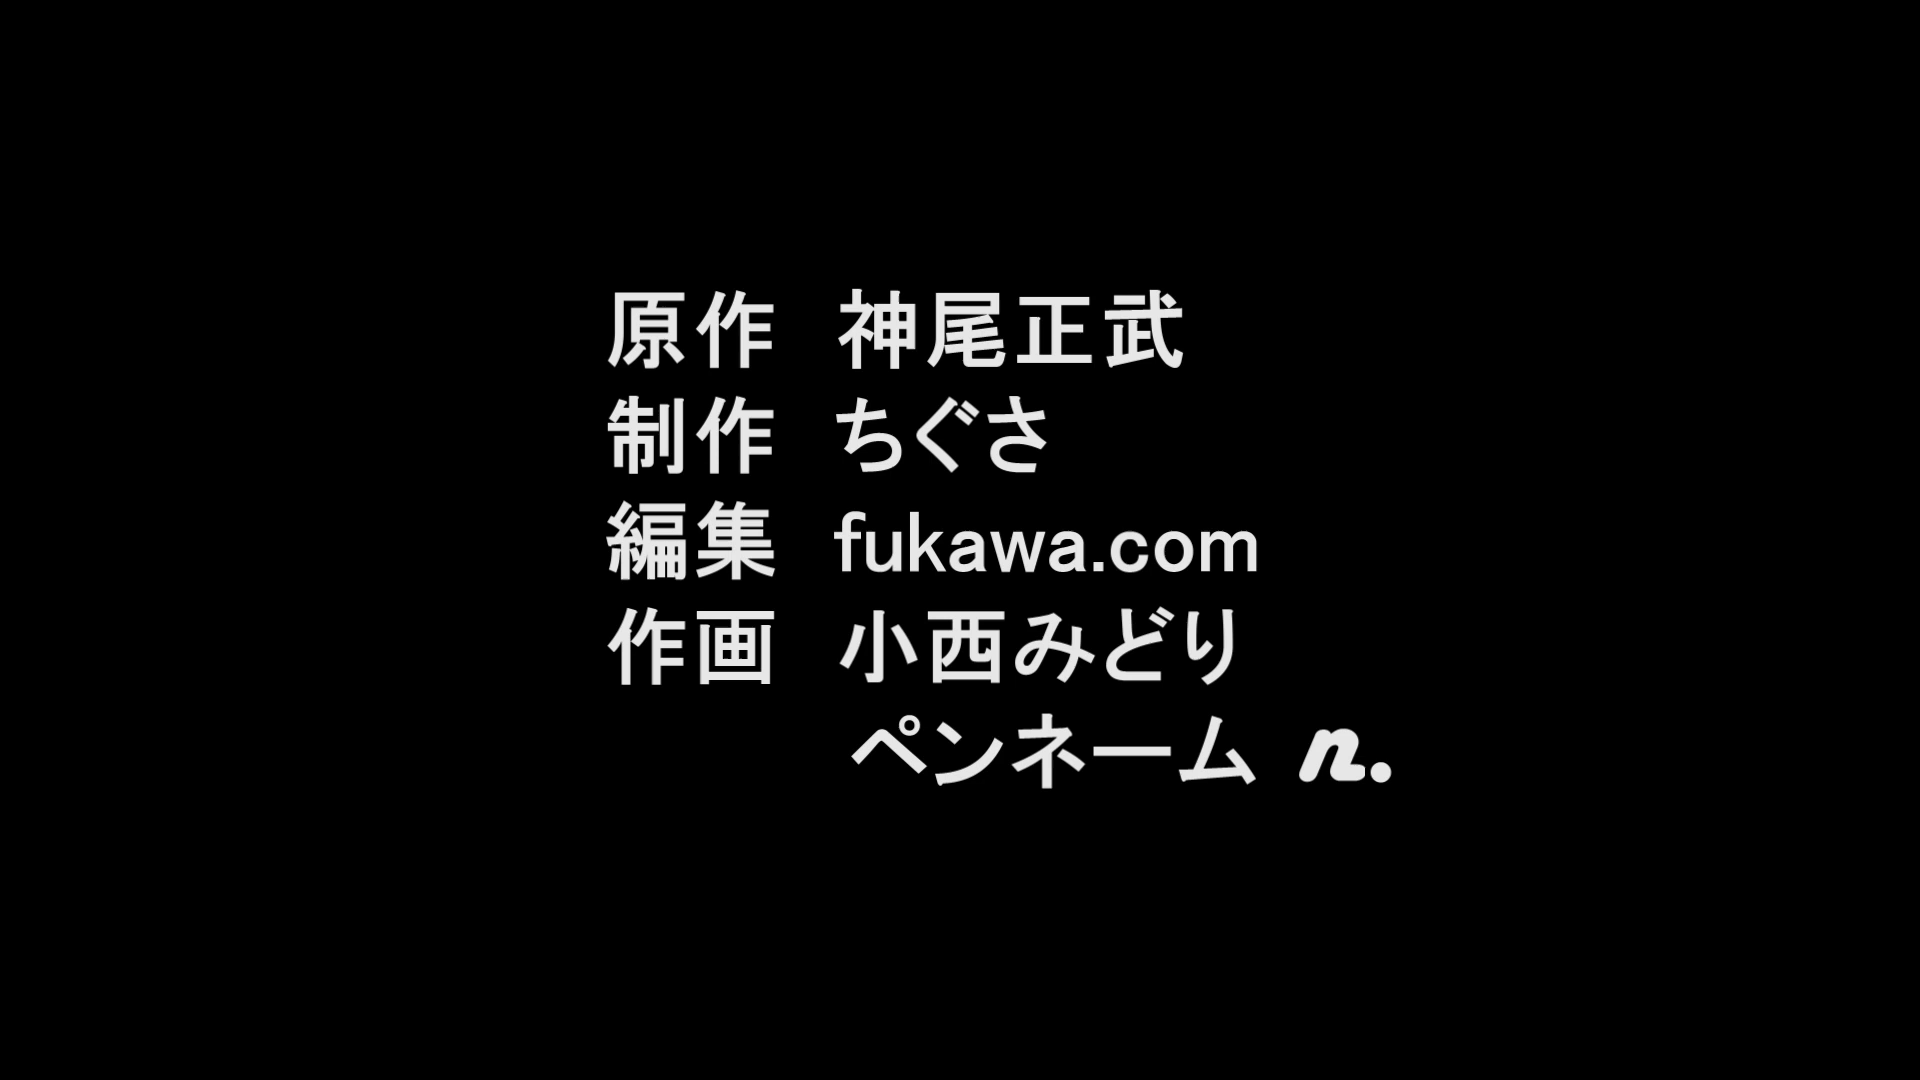 原作　神尾正武
制作　ちぐさ
編集　fukawa.com
作画　小西みどり
ペンネーム n.